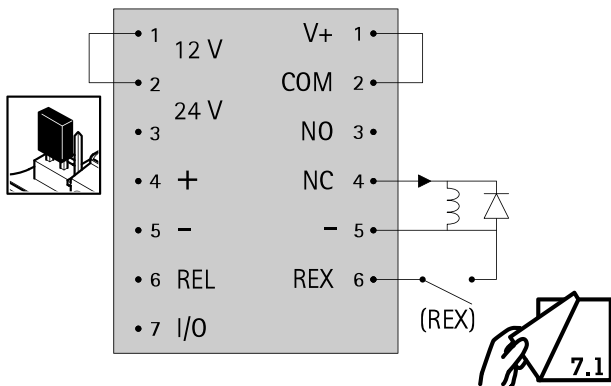 1 12 V V+ 1
2 COM 2
24 V
3 NO 3
4 + NC 4
5 - - 5
6 REL REX 6
(REX)
7 I/O
7.1